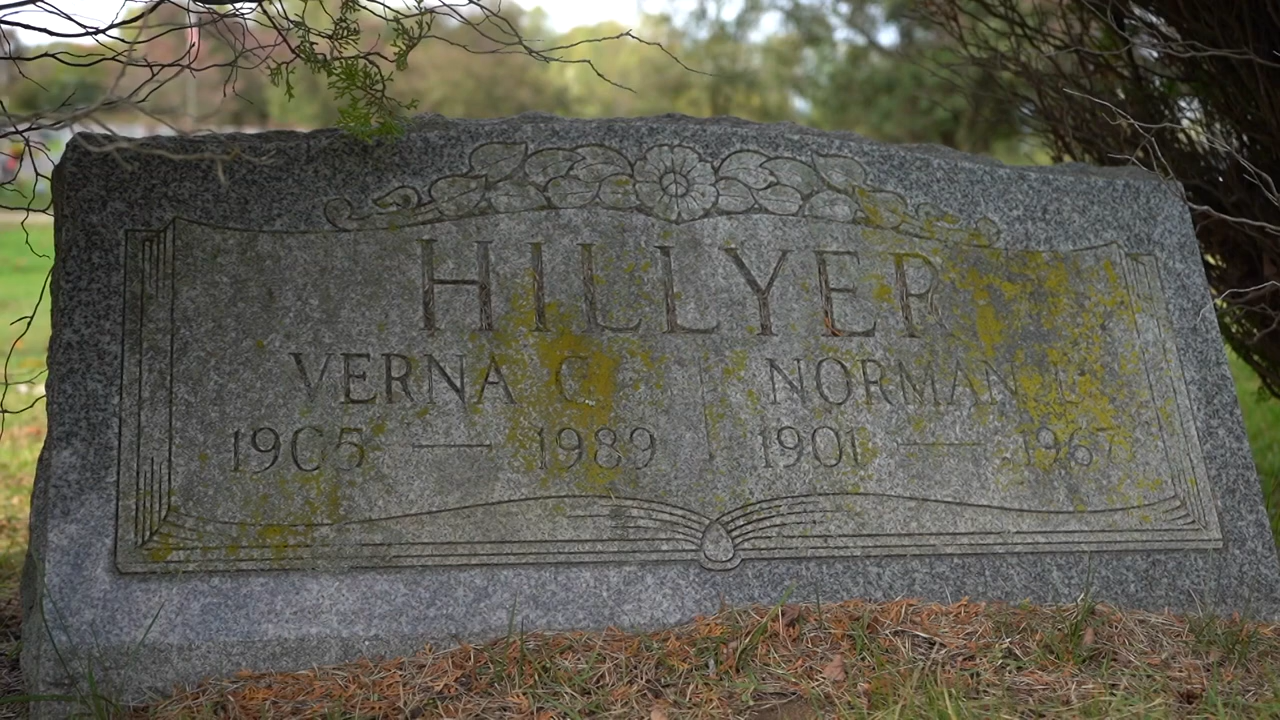 HILLYER
VERNA C NORMAN L
1905 — 1989 1901 — 1967